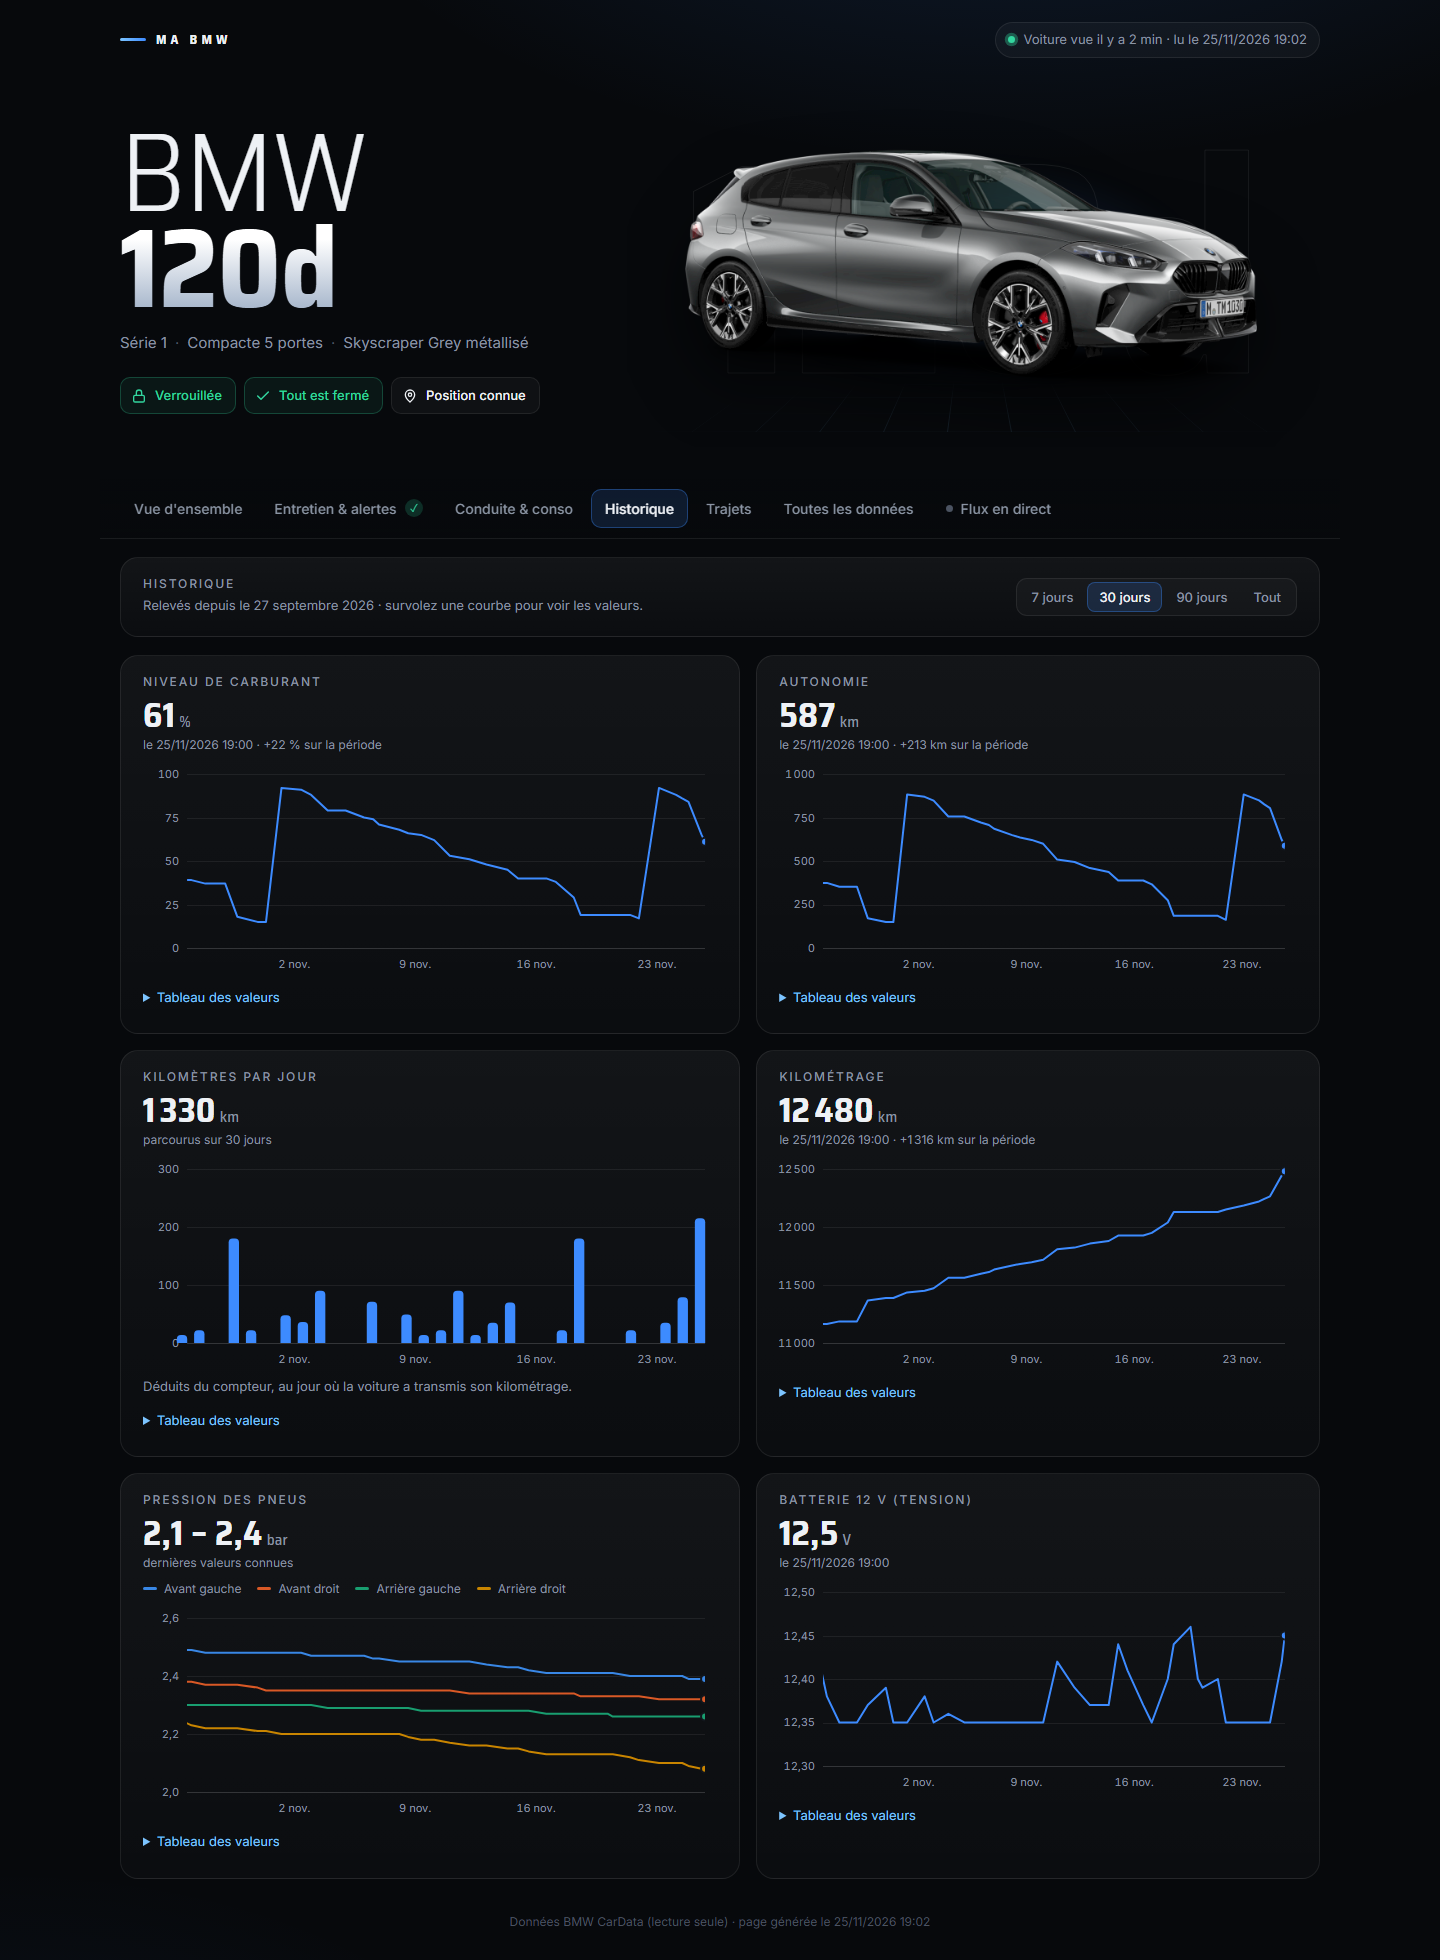 MA BMW
Voiture vue il y a 2 min · lu le 25/11/2026 19:02
BMW
120d
Série 1 · Compacte 5 portes · Skyscraper Grey métallisé
Verrouillée
Tout est fermé
Position connue
Vue d'ensemble
Entretien & alertes
Conduite & conso
Historique
Trajets
Toutes les données
Flux en direct
HISTORIQUE
Relevés depuis le 27 septembre 2026 · survolez une courbe pour voir les valeurs.
7 jours
30 jours
90 jours
Tout
NIVEAU DE CARBURANT
61 %
le 25/11/2026 19:00 · +22 % sur la période
100
75
50
25
0
2 nov.
9 nov.
16 nov.
23 nov.
Tableau des valeurs
AUTONOMIE
587 km
le 25/11/2026 19:00 · +213 km sur la période
1 000
750
500
250
0
2 nov.
9 nov.
16 nov.
23 nov.
Tableau des valeurs
KILOMÈTRES PAR JOUR
1 330 km
parcourus sur 30 jours
300
200
100
0
2 nov.
9 nov.
16 nov.
23 nov.
Déduits du compteur, au jour où la voiture a transmis son kilométrage.
Tableau des valeurs
KILOMÉTRAGE
12 480 km
le 25/11/2026 19:00 · +1 316 km sur la période
12 500
12 000
11 500
11 000
2 nov.
9 nov.
16 nov.
23 nov.
Tableau des valeurs
PRESSION DES PNEUS
2,1 – 2,4 bar
dernières valeurs connues
Avant gauche
Avant droit
Arrière gauche
Arrière droit
2,6
2,4
2,2
2,0
2 nov.
9 nov.
16 nov.
23 nov.
Tableau des valeurs
BATTERIE 12 V (TENSION)
12,5 V
le 25/11/2026 19:00
12,50
12,45
12,40
12,35
12,30
2 nov.
9 nov.
16 nov.
23 nov.
Tableau des valeurs
Données BMW CarData (lecture seule) · page générée le 25/11/2026 19:02